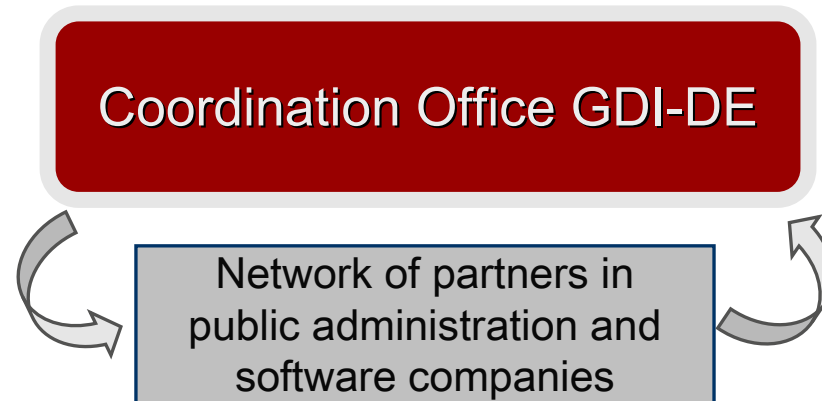 Coordination Office GDI-DE
Network of partners in
public administration and
software companies